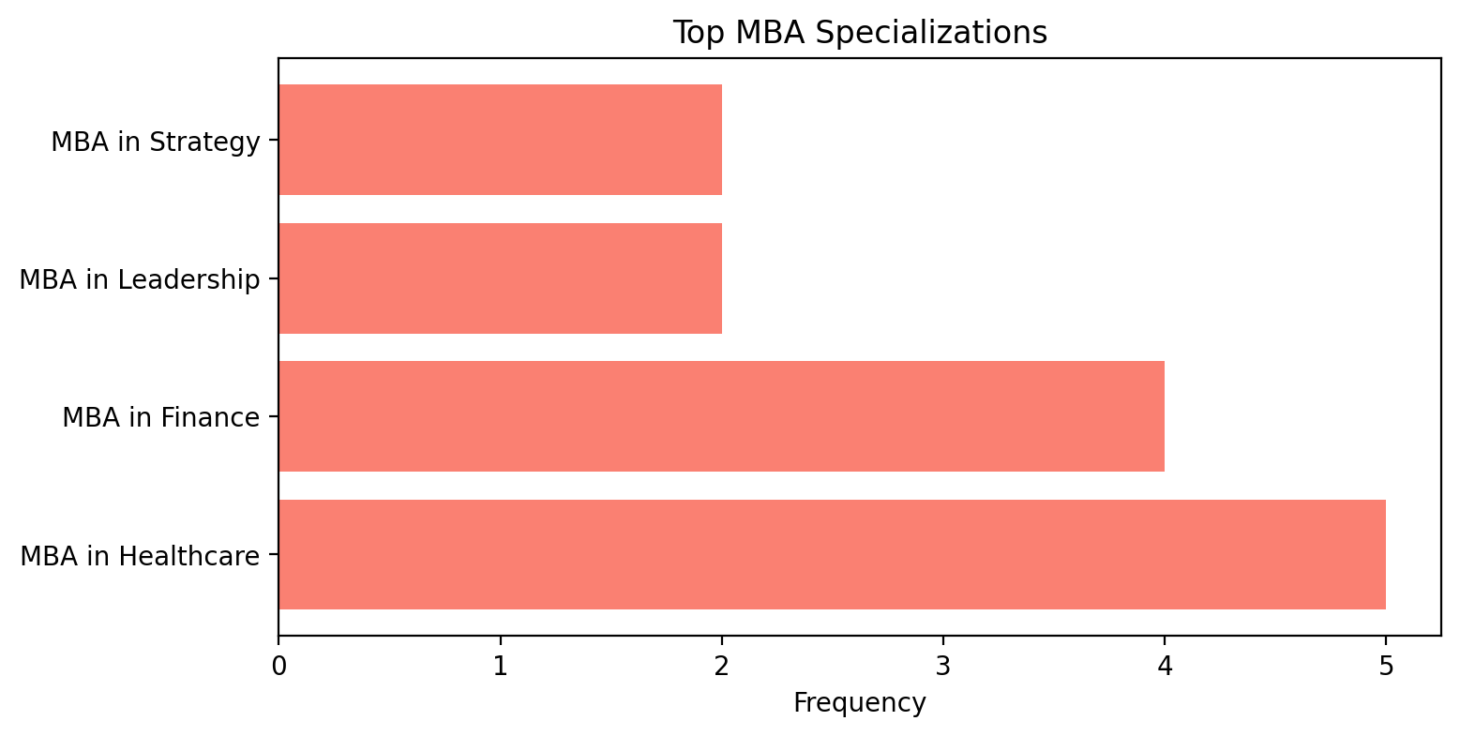 Top MBA Specializations
MBA in Strategy
MBA in Leadership
MBA in Finance
MBA in Healthcare
0 1 2 3 4 5
Frequency